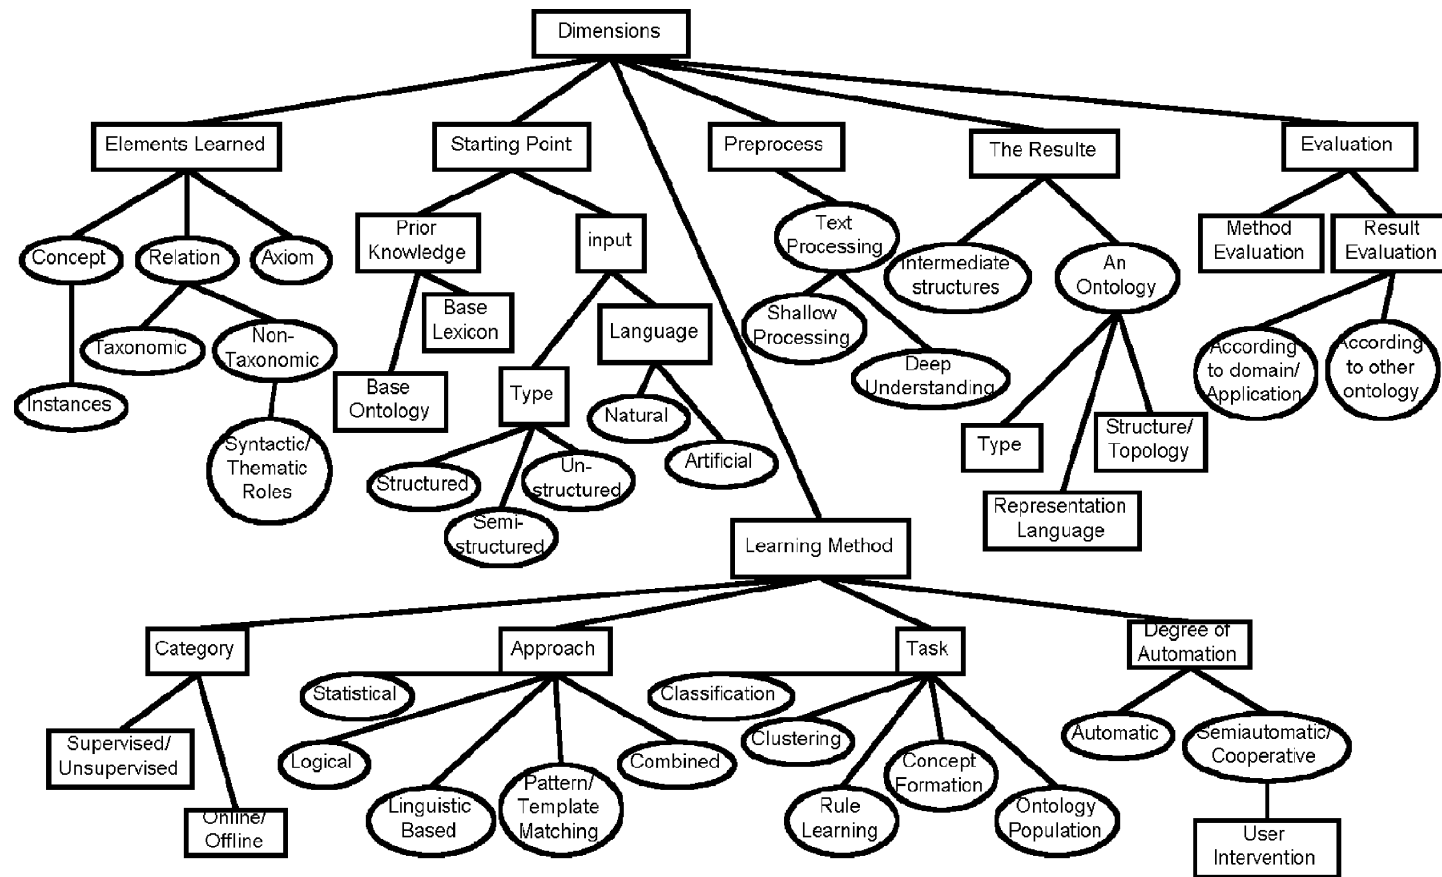 Dimensions
Elements Learned
Starting Point
Preprocess
The Resulte
Evaluation
Concept
Relation
Axiom
Prior
Knowledge
input
Text
Processing
Intermediate
structures
An
Ontology
Method
Evaluation
Result
Evaluation
Taxonomic
Non-
Taxonomic
Base
Lexicon
Language
Shallow
Processing
Deep
Understanding
According
to domain/
Application
According
to other
ontology
Instances
Base
Ontology
Type
Natural
Artificial
Type
Structure/
Topology
Syntactic/
Thematic
Roles
Structured
Un-
structured
Semi-
structured
Representation
Language
Learning Method
Category
Approach
Task
Degree of
Automation
Statistical
Classification
Supervised/
Unsupervised
Logical
Combined
Clustering
Automatic
Semiautomatic/
Cooperative
Online/
Offline
Linguistic
Based
Pattern/
Template
Matching
Rule
Learning
Concept
Formation
Ontology
Population
User
Intervention